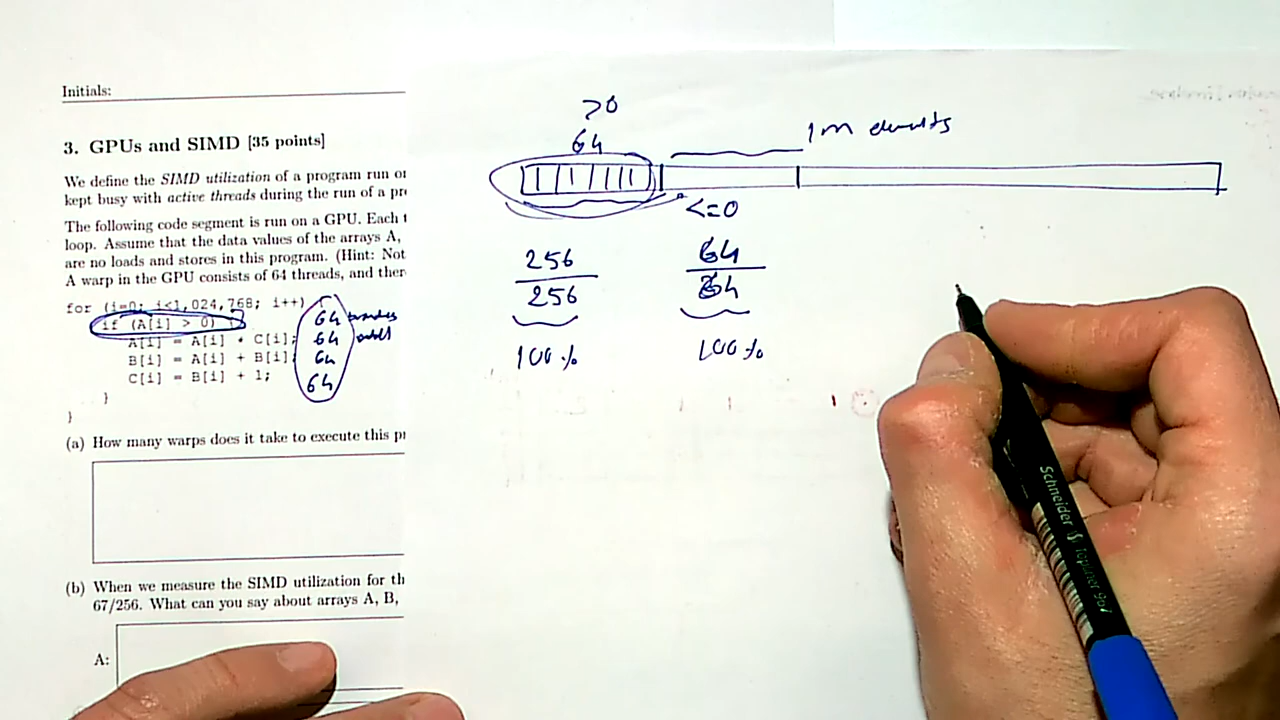 Initials:
3. GPUs and SIMD [35 points]
We define the SIMD utilization of a program run o
kept busy with active threads during the run of a pr
The following code segment is run on a GPU. Each t
loop. Assume that the data values of the arrays A,
are no loads and stores in this program. (Hint: Not
A warp in the GPU consists of 64 threads, and ther
for (i=0; i<1,024,768; i++) {
if (A[i] > 0) {
A[i] = A[i] * C[i];
B[i] = A[i] + B[i];
C[i] = B[i] + 1;
}
}
64
64
64
64
(a) How many warps does it take to execute this pr
(b) When we measure the SIMD utilization for th
67/256. What can you say about arrays A, B,
A:
>0
64
1m elements
<=0
256
256
100%
64
64
100%
Schneider Topliner 967